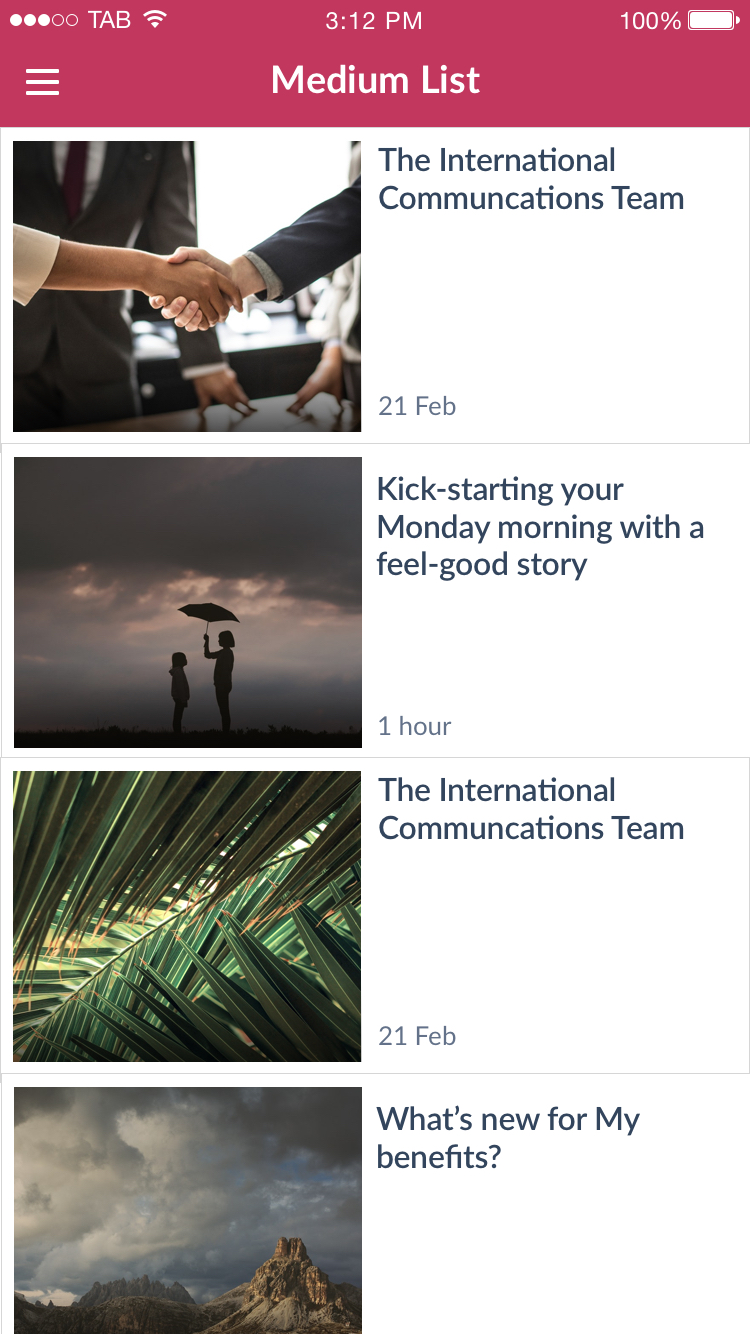 TAB 3:12 PM 100%
Medium List
The International
Communcations Team
21 Feb
Kick-starting your
Monday morning with a
feel-good story
1 hour
The International
Communcations Team
21 Feb
What’s new for My
benefits?